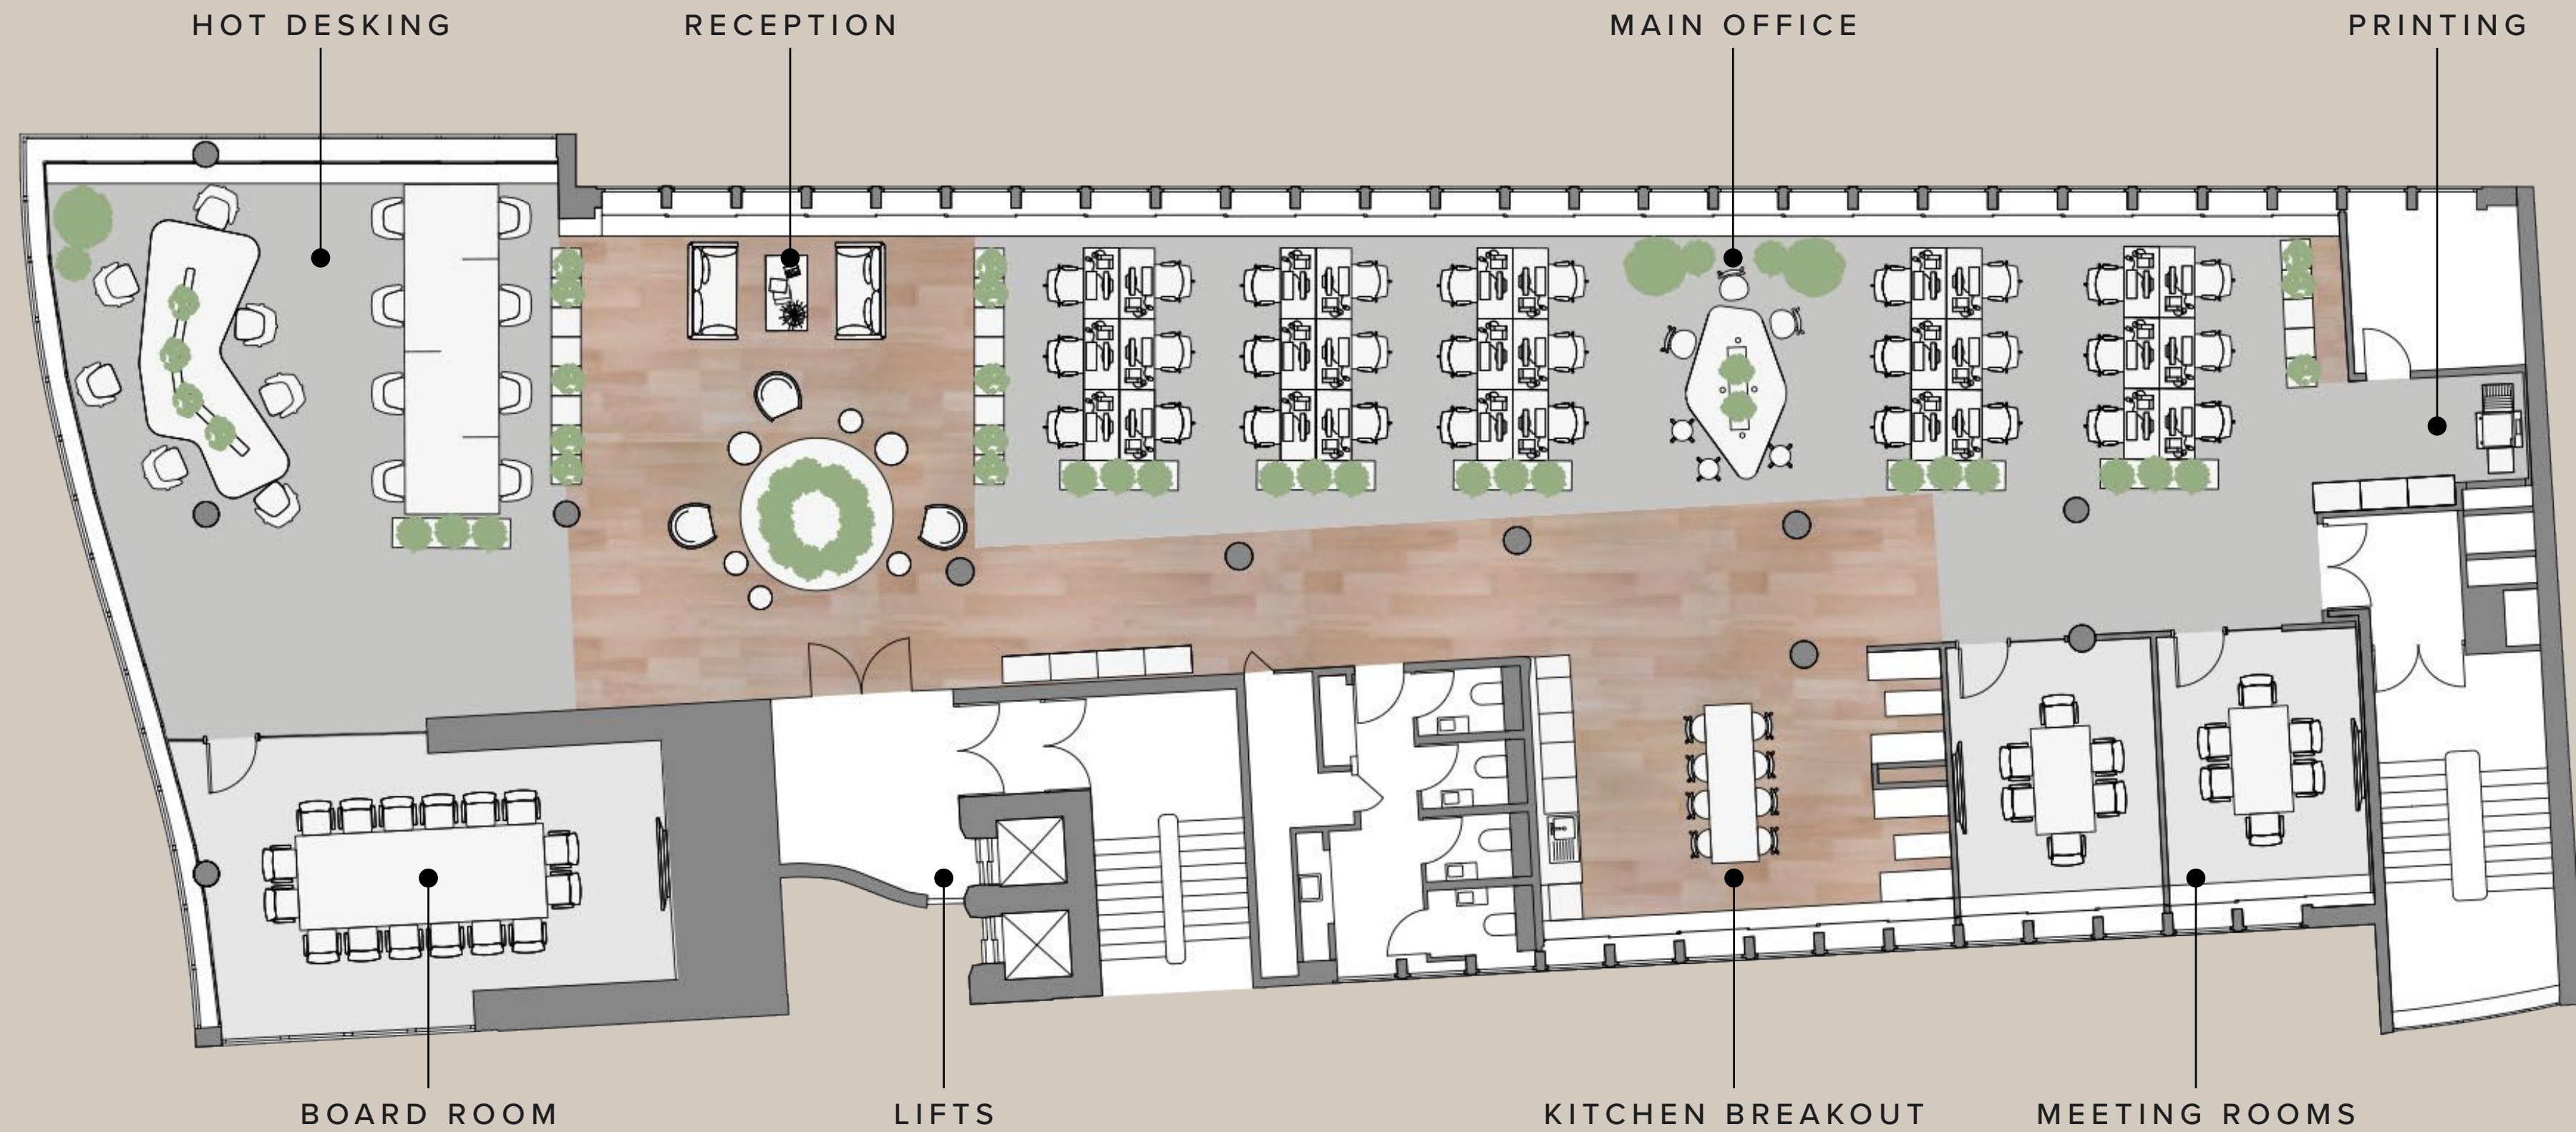 HOT DESKING
RECEPTION
MAIN OFFICE
PRINTING
BOARD ROOM
LIFTS
KITCHEN BREAKOUT
MEETING ROOMS